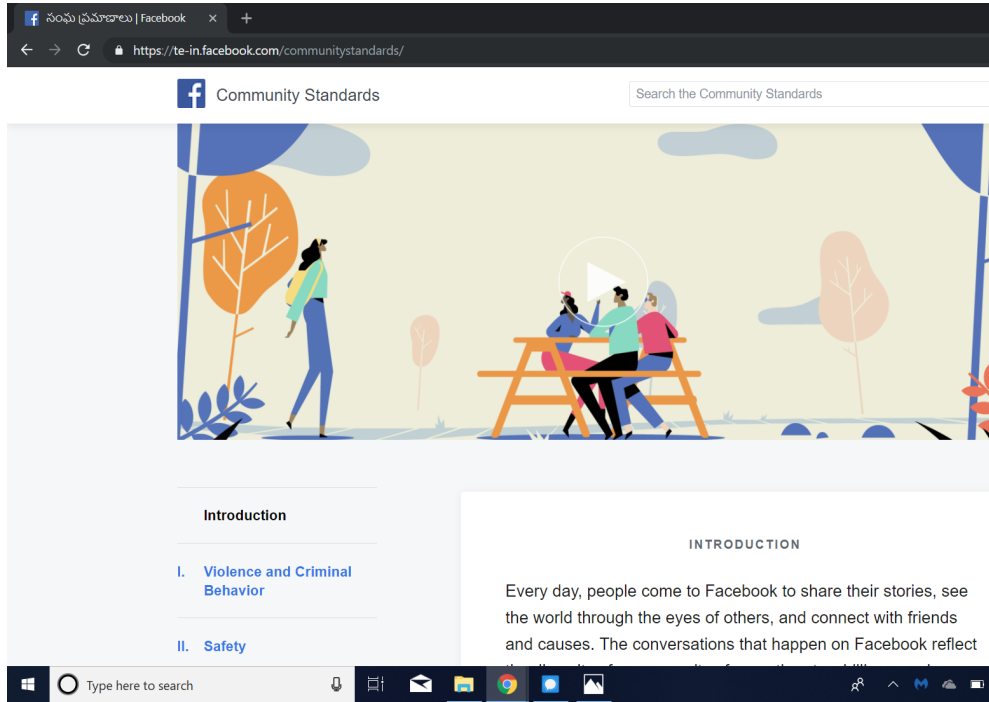 సంఘ ప్రమాణాలు | Facebook
https://te-in.facebook.com/communitystandards/
Community Standards
Search the Community Standards
Introduction
I. Violence and Criminal
Behavior
II. Safety
INTRODUCTION
Every day, people come to Facebook to share their stories, see
the world through the eyes of others, and connect with friends
and causes. The conversations that happen on Facebook reflect
Type here to search